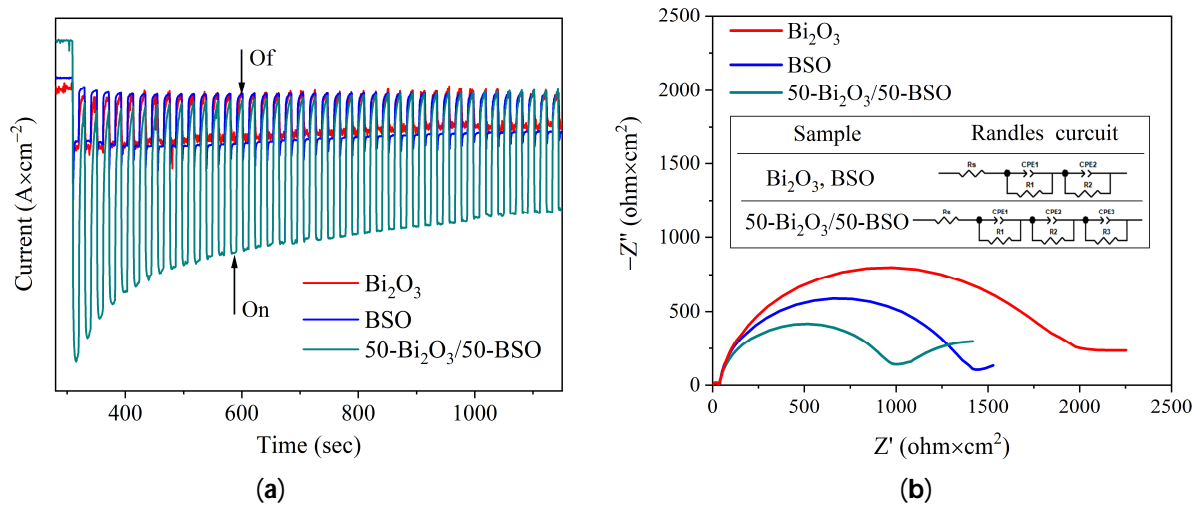 Current (A×cm⁻²)
Of
On
Bi₂O₃
BSO
50-Bi₂O₃/50-BSO
400
600
800
1000
Time (sec)
(a)
−Z'' (ohm×cm²)
2500
2000
1500
1000
500
0
Bi₂O₃
BSO
50-Bi₂O₃/50-BSO
Sample Randles curcuit
Bi₂O₃, BSO
Rs CPE1 CPE2
R1 R2
50-Bi₂O₃/50-BSO
Rs CPE1 CPE2 CPE3
R1 R2 R3
0 500 1000 1500 2000 2500
Z' (ohm×cm²)
(b)